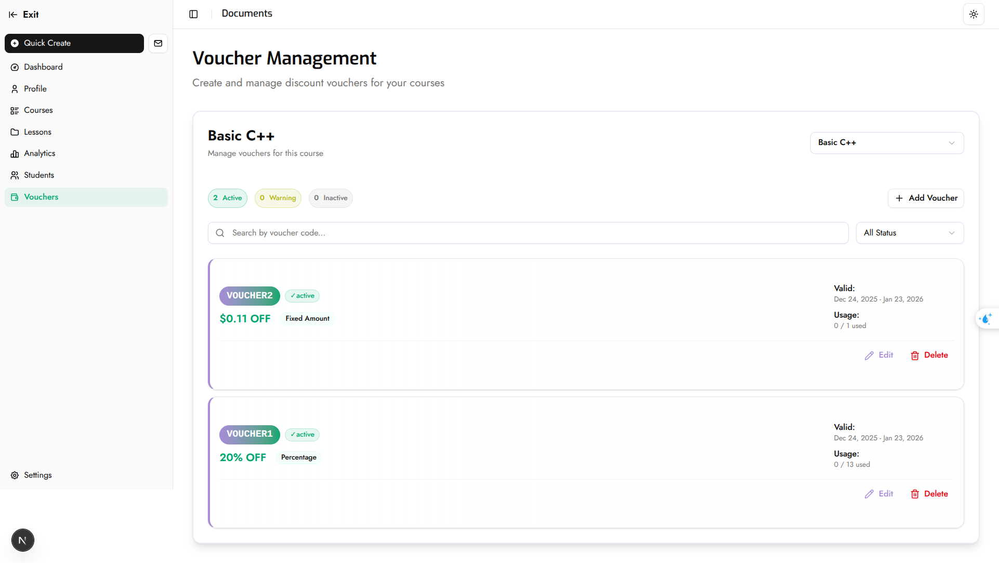 Exit
Quick Create
Dashboard
Profile
Courses
Lessons
Analytics
Students
Vouchers
Settings
N
Documents
Voucher Management
Create and manage discount vouchers for your courses
Basic C++
Manage vouchers for this course
Basic C++
2 Active
0 Warning
0 Inactive
Add Voucher
Search by voucher code...
All Status
VOUCHER2
✓active
$0.11 OFF
Fixed Amount
Valid:
Dec 24, 2025 - Jan 23, 2026
Usage:
0 / 1 used
Edit
Delete
VOUCHER1
✓active
20% OFF
Percentage
Valid:
Dec 24, 2025 - Jan 23, 2026
Usage:
0 / 13 used
Edit
Delete